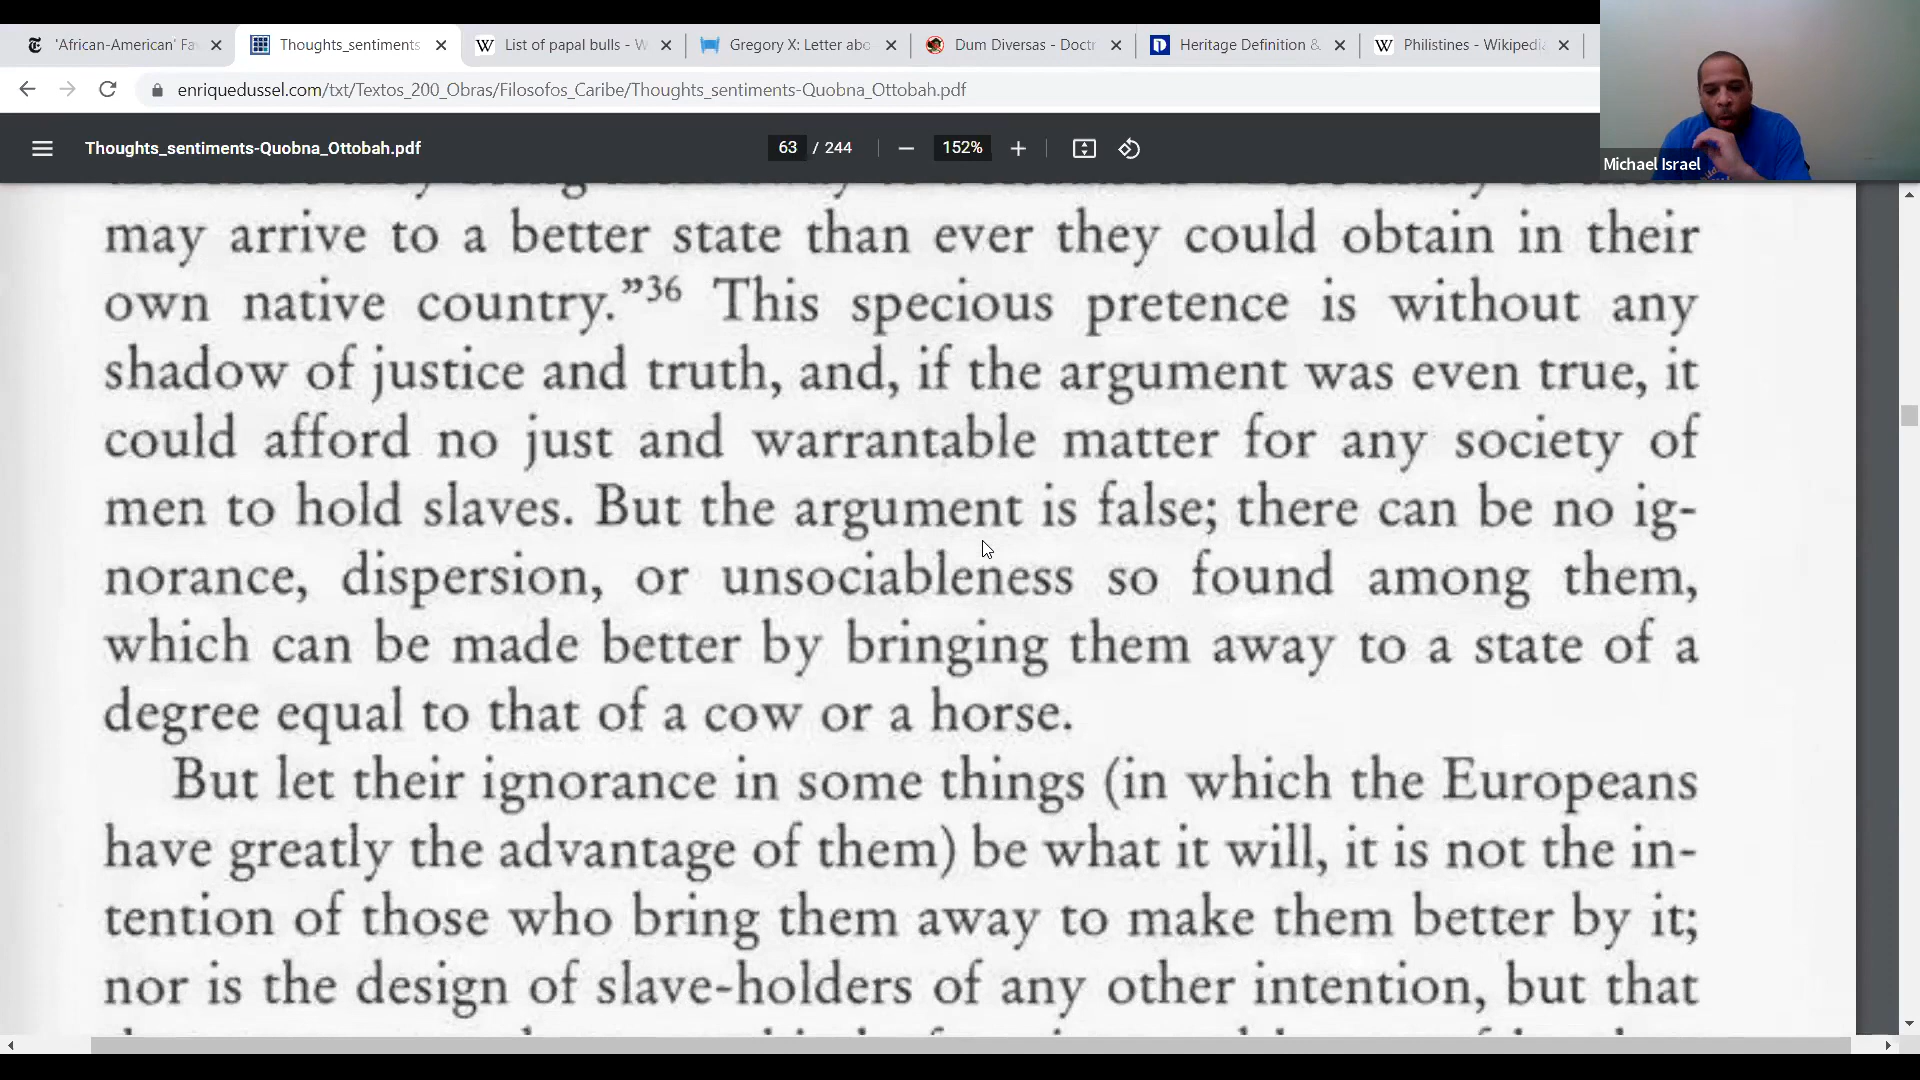 'African-American' Fa
Thoughts_sentiments
List of papal bulls - W
Gregory X: Letter abo
Dum Diversas - Doctr
Heritage Definition &
Philistines - Wikipedi
enriquedussel.com/txt/Textos_200_Obras/Filosofos_Caribe/Thoughts_sentiments-Quobna_Ottobah.pdf
Thoughts_sentiments-Quobna_Ottobah.pdf
63 / 244
152%
Michael Israel
may arrive to a better state than ever they could obtain in their
own native country.”36 This specious pretence is without any
shadow of justice and truth, and, if the argument was even true, it
could afford no just and warrantable matter for any society of
men to hold slaves. But the argument is false; there can be no ig-
norance, dispersion, or unsociableness so found among them,
which can be made better by bringing them away to a state of a
degree equal to that of a cow or a horse.
But let their ignorance in some things (in which the Europeans
have greatly the advantage of them) be what it will, it is not the in-
tention of those who bring them away to make them better by it;
nor is the design of slave-holders of any other intention, but that